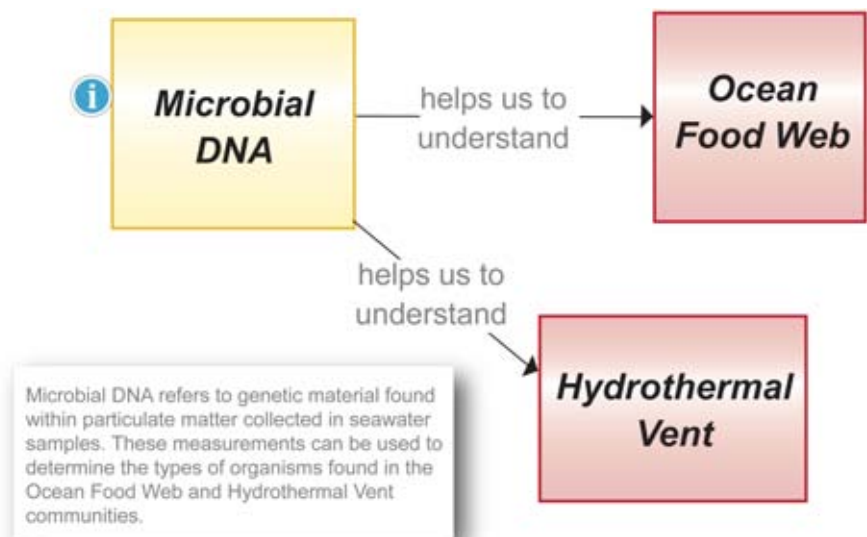 i
Microbial
DNA
helps us to
understand
Ocean
Food Web
helps us to
understand
Hydrothermal
Vent
Microbial DNA refers to genetic material found
within particulate matter collected in seawater
samples. These measurements can be used to
determine the types of organisms found in the
Ocean Food Web and Hydrothermal Vent
communities.